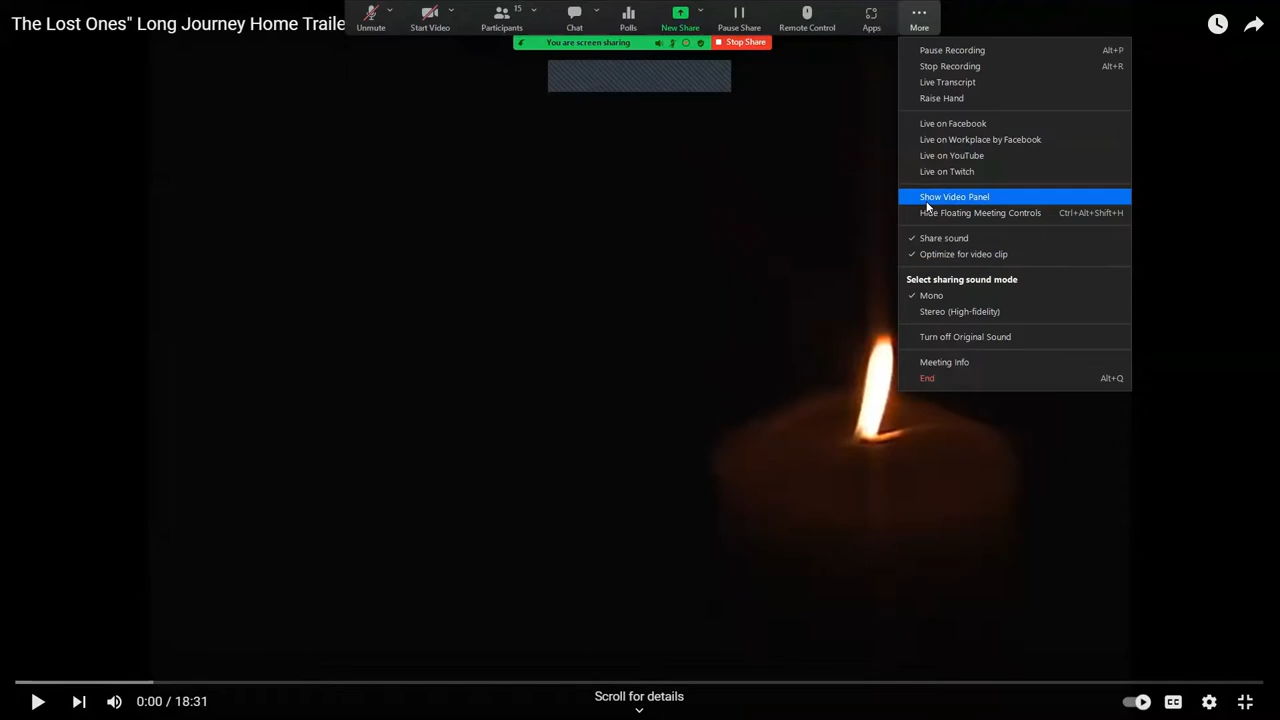 The Lost Ones" Long Journey Home Traile
Unmute
Start Video
15
Participants
Chat
Polls
New Share
Pause Share
Remote Control
Apps
More
You are screen sharing
Stop Share
Pause Recording Alt+P
Stop Recording Alt+R
Live Transcript
Raise Hand
Live on Facebook
Live on Workplace by Facebook
Live on YouTube
Live on Twitch
Show Video Panel
Hide Floating Meeting Controls Ctrl+Alt+Shift+H
Share sound
Optimize for video clip
Select sharing sound mode
Mono
Stereo (High-fidelity)
Turn off Original Sound
Meeting Info
End Alt+Q
Scroll for details
0:00 / 18:31
CC